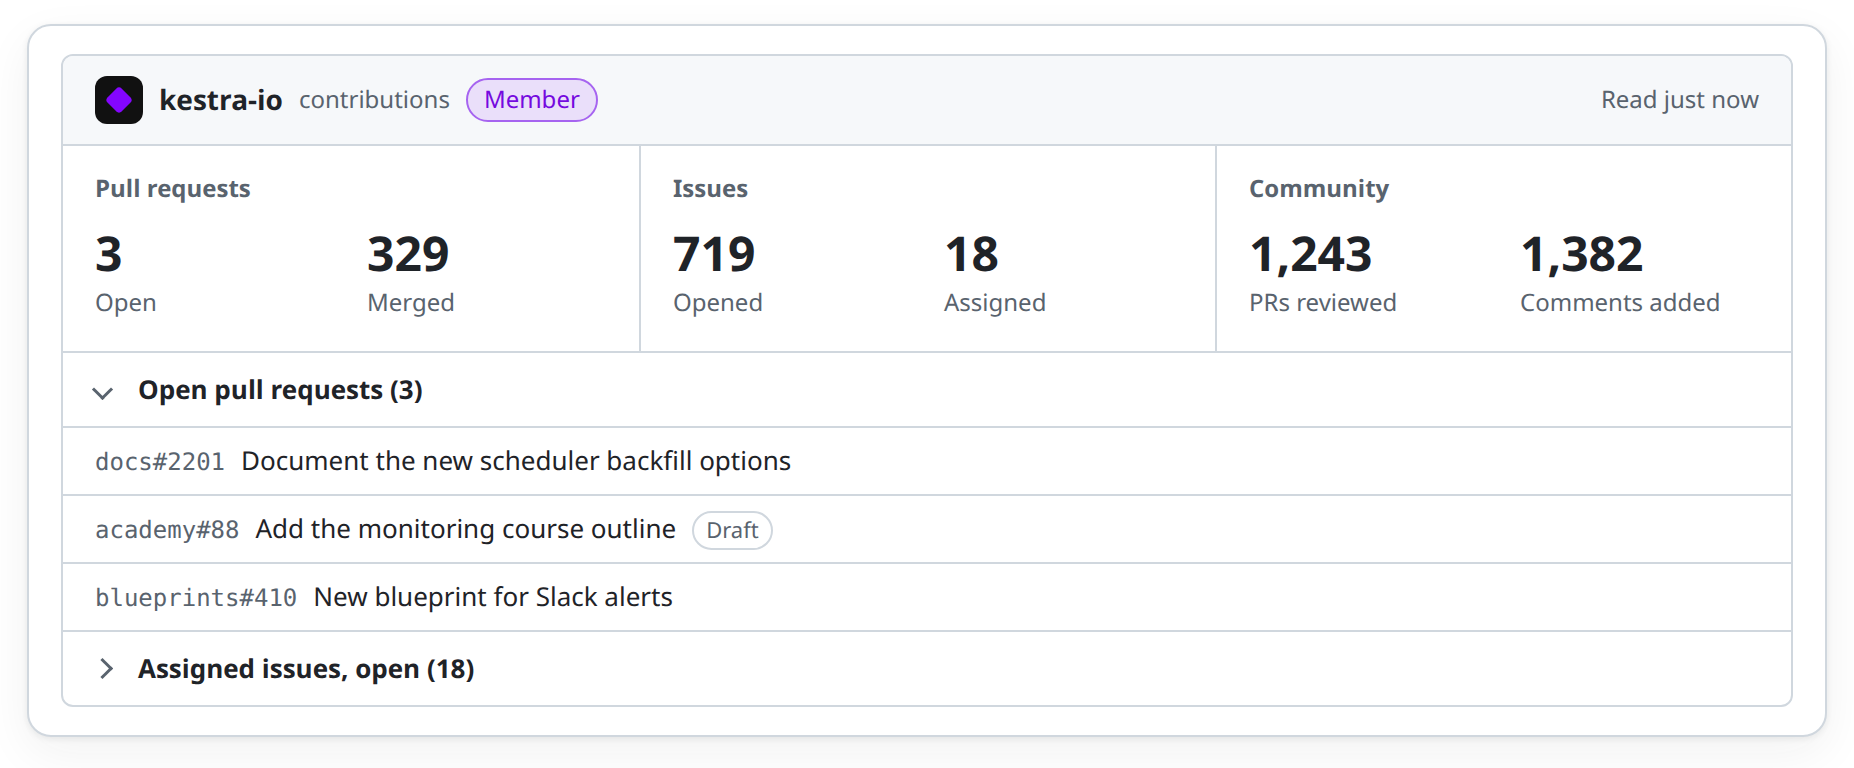 kestra-io contributions Member Read just now
Pull requests Issues Community
3 329 719 18 1,243 1,382
Open Merged Opened Assigned PRs reviewed Comments added
Open pull requests (3)
docs#2201 Document the new scheduler backfill options
academy#88 Add the monitoring course outline Draft
blueprints#410 New blueprint for Slack alerts
Assigned issues, open (18)